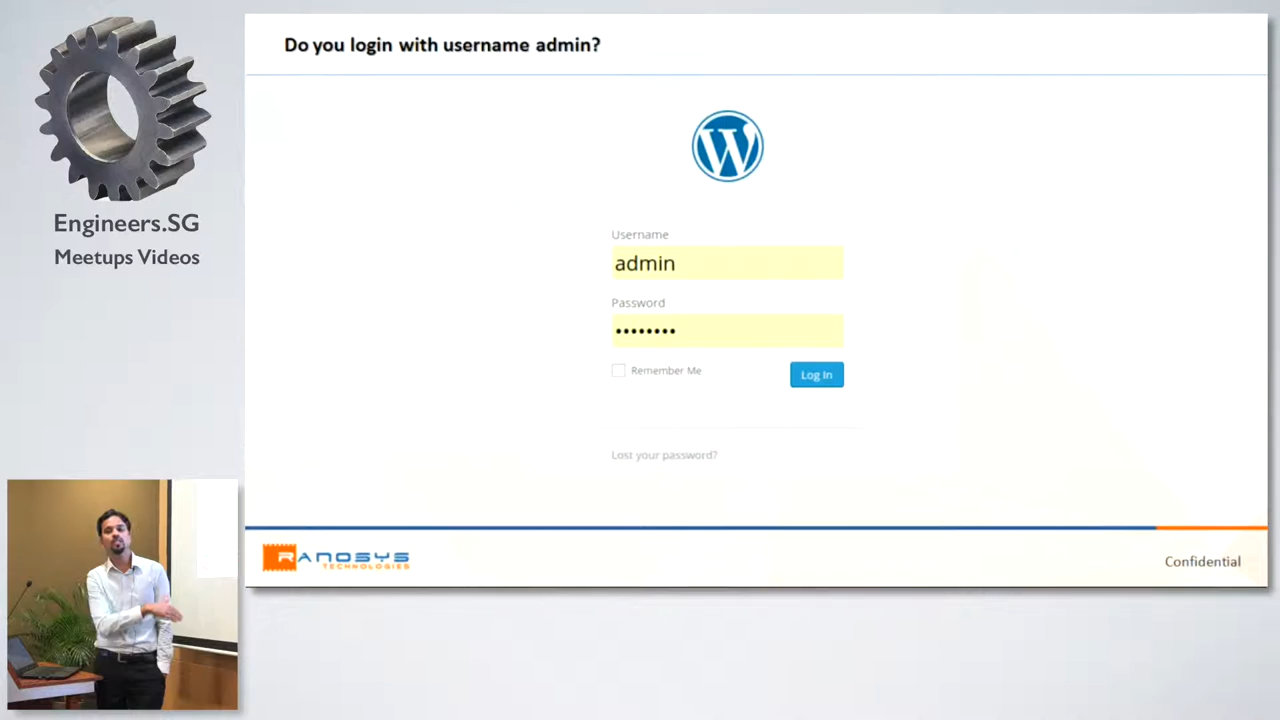 Engineers.SG
Meetups Videos
Do you login with username admin?
W
Username
admin
Password
••••••••
Remember Me
Log In
Lost your password?
RANOSYS
TECHNOLOGIES
Confidential